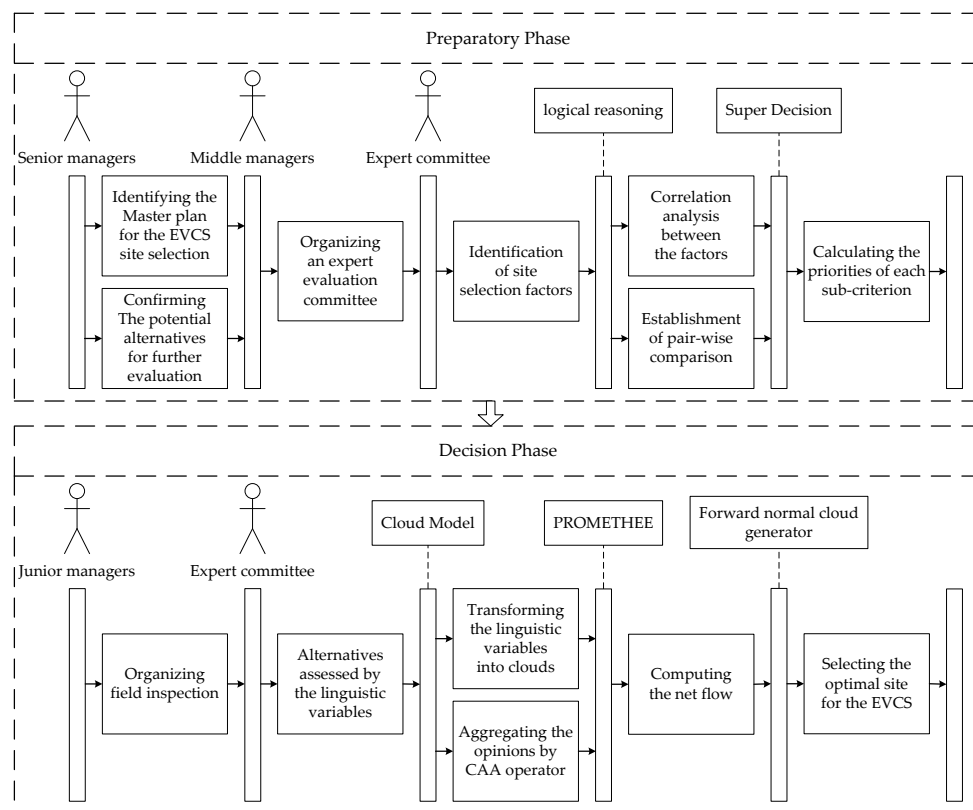 Preparatory Phase
Senior managers
Middle managers
Expert committee
logical reasoning
Super Decision
Identifying the
Master plan
for the EVCS
site selection
Confirming
The potential
alternatives
for further
evaluation
Organizing
an expert
evaluation
committee
Identification
of site
selection factors
Correlation
analysis
between
the factors
Establishment
of pair-wise
comparison
Calculating the
priorities of each
sub-criterion
Decision Phase
Junior managers
Expert committee
Cloud Model
PROMETHEE
Forward normal cloud
generator
Organizing
field inspection
Alternatives
assessed by
the linguistic
variables
Transforming
the linguistic
variables
into clouds
Aggregating the
opinions by
CAA operator
Computing
the net flow
Selecting the
optimal site
for the EVCS